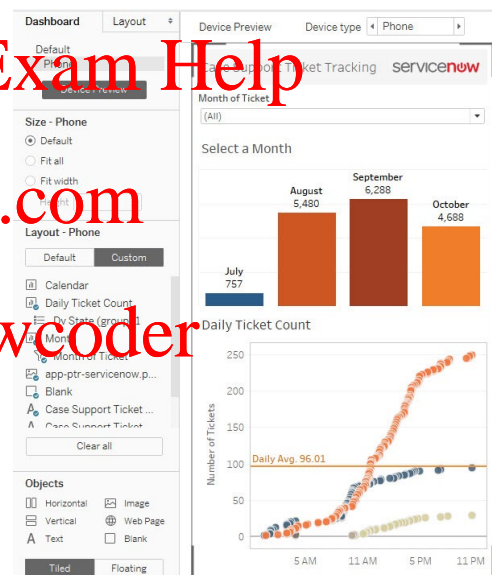 Dashboard Layout
Default
Phone
Device Preview
Size - Phone
Default
Fit all
Fit width
Height
Layout - Phone
Default Custom
Calendar
Daily Ticket Count
Dv State (group) 1
Month of Ticket
app-ptr-servicenow.p...
Blank
Case Support Ticket ...
Case Support Ticket
Clear all
Objects
Horizontal Image
Vertical Web Page
Text Blank
Tiled Floating
Device Preview Device type Phone
Case Support Ticket Tracking servicenow
Month of Ticket
(All)
Select a Month
July
757
August
5,480
September
6,288
October
4,688
Daily Ticket Count
Number of Tickets
250
200
150
100
50
0
Daily Avg. 96.01
5 AM 11 AM 5 PM 11 PM
Exam Help
.com
wcoder